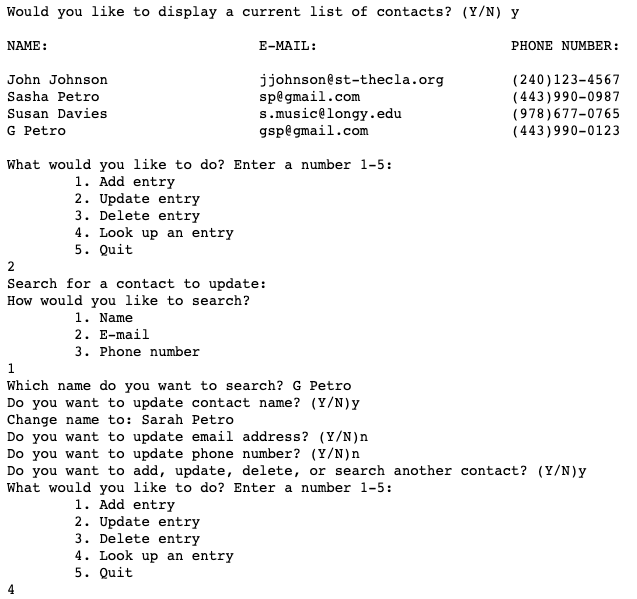 Would you like to display a current list of contacts? (Y/N) y
NAME: E-MAIL: PHONE NUMBER:
John Johnson jjohnson@st-thecla.org (240)123-4567
Sasha Petro sp@gmail.com (443)990-0987
Susan Davies s.music@longy.edu (978)677-0765
G Petro gsp@gmail.com (443)990-0123
What would you like to do? Enter a number 1-5:
1. Add entry
2. Update entry
3. Delete entry
4. Look up an entry
5. Quit
2
Search for a contact to update:
How would you like to search?
1. Name
2. E-mail
3. Phone number
1
Which name do you want to search? G Petro
Do you want to update contact name? (Y/N)y
Change name to: Sarah Petro
Do you want to update email address? (Y/N)n
Do you want to update phone number? (Y/N)n
Do you want to add, update, delete, or search another contact? (Y/N)y
What would you like to do? Enter a number 1-5:
1. Add entry
2. Update entry
3. Delete entry
4. Look up an entry
5. Quit
4